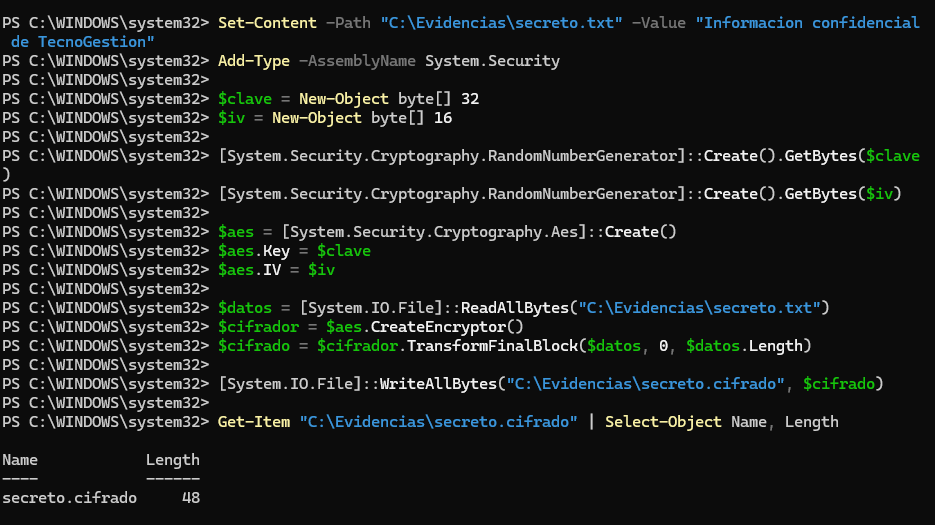 PS C:\WINDOWS\system32> Set-Content -Path "C:\Evidencias\secreto.txt" -Value "Informacion confidencial
 de TecnoGestion"
PS C:\WINDOWS\system32> Add-Type -AssemblyName System.Security
PS C:\WINDOWS\system32>
PS C:\WINDOWS\system32> $clave = New-Object byte[] 32
PS C:\WINDOWS\system32> $iv = New-Object byte[] 16
PS C:\WINDOWS\system32>
PS C:\WINDOWS\system32> [System.Security.Cryptography.RandomNumberGenerator]::Create().GetBytes($clave
)
PS C:\WINDOWS\system32> [System.Security.Cryptography.RandomNumberGenerator]::Create().GetBytes($iv)
PS C:\WINDOWS\system32>
PS C:\WINDOWS\system32> $aes = [System.Security.Cryptography.Aes]::Create()
PS C:\WINDOWS\system32> $aes.Key = $clave
PS C:\WINDOWS\system32> $aes.IV = $iv
PS C:\WINDOWS\system32>
PS C:\WINDOWS\system32> $datos = [System.IO.File]::ReadAllBytes("C:\Evidencias\secreto.txt")
PS C:\WINDOWS\system32> $cifrador = $aes.CreateEncryptor()
PS C:\WINDOWS\system32> $cifrado = $cifrador.TransformFinalBlock($datos, 0, $datos.Length)
PS C:\WINDOWS\system32>
PS C:\WINDOWS\system32> [System.IO.File]::WriteAllBytes("C:\Evidencias\secreto.cifrado", $cifrado)
PS C:\WINDOWS\system32>
PS C:\WINDOWS\system32> Get-Item "C:\Evidencias\secreto.cifrado" | Select-Object Name, Length
Name            Length
----            ------
secreto.cifrado     48